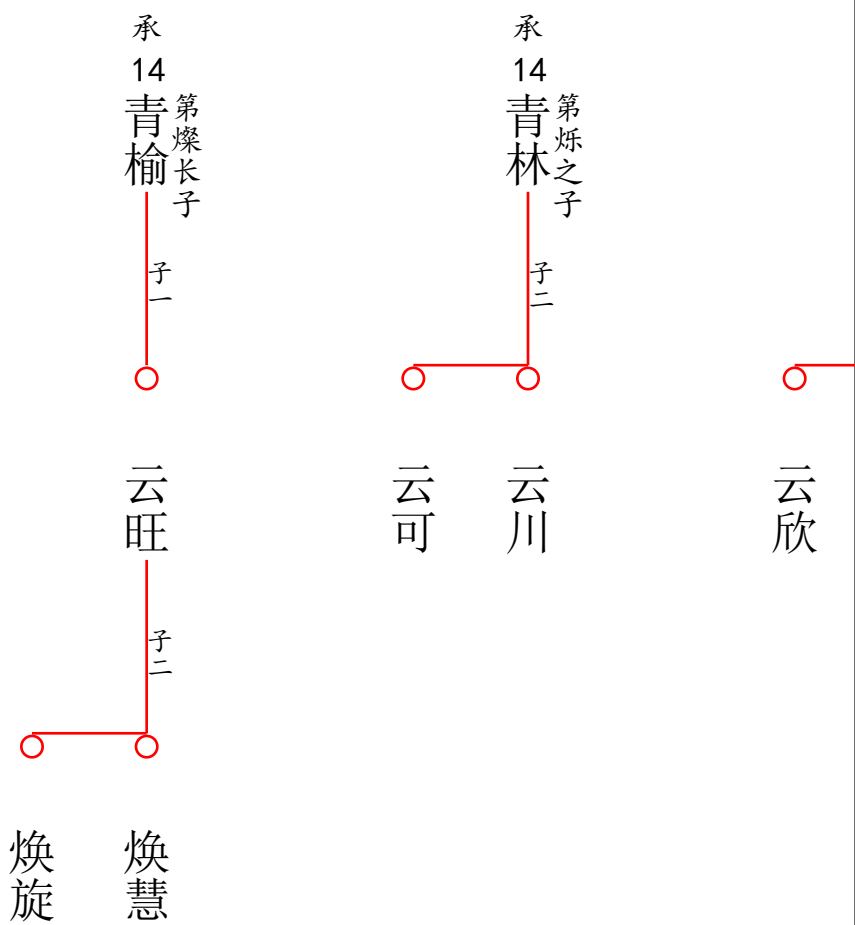 承
14
青林
第烁之子
子二
云川
云可
云欣
承
14
青榆
第燦长子
子一
云旺
子二
焕慧
焕旋